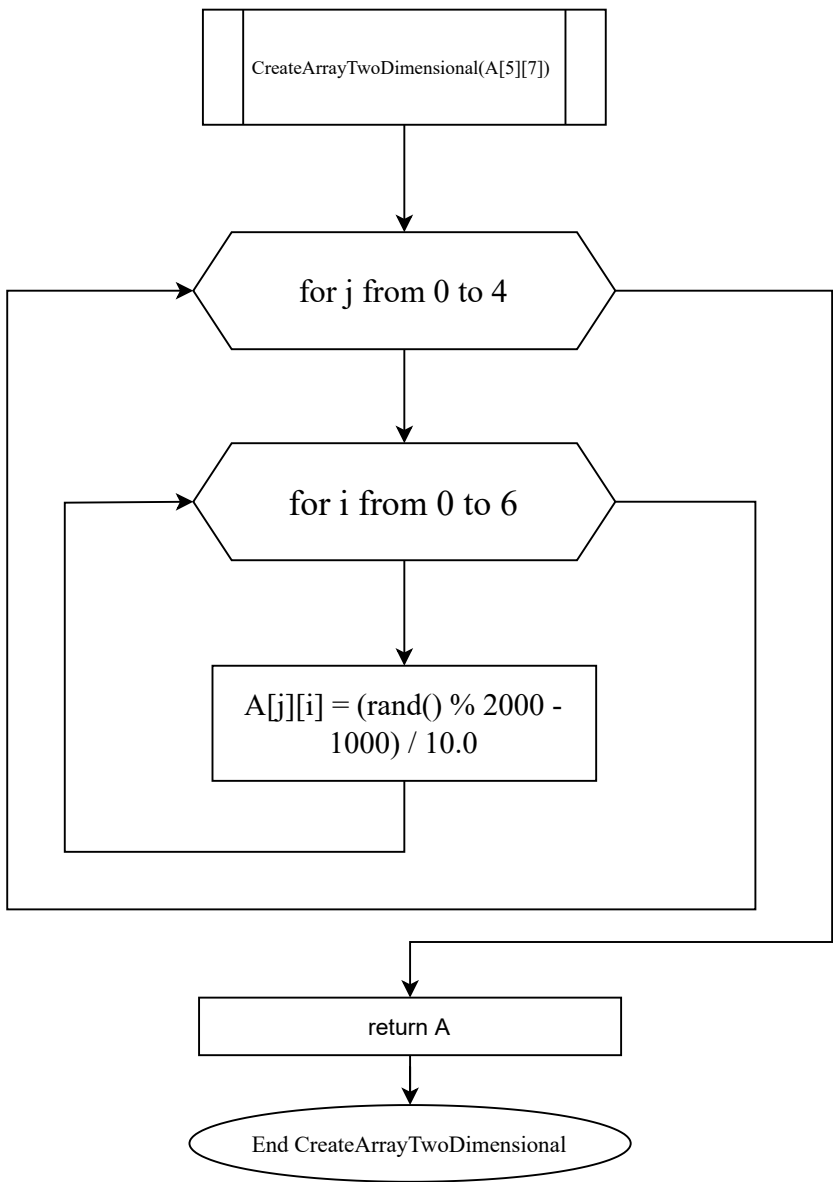 CreateArrayTwoDimensional(A[5][7])
for j from 0 to 4
for i from 0 to 6
A[j][i] = (rand() % 2000 -
1000) / 10.0
return A
End CreateArrayTwoDimensional